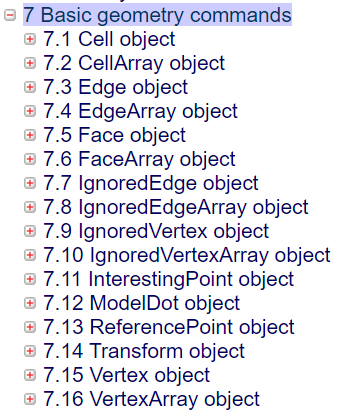 7 Basic geometry commands
7.1 Cell object
7.2 CellArray object
7.3 Edge object
7.4 EdgeArray object
7.5 Face object
7.6 FaceArray object
7.7 IgnoredEdge object
7.8 IgnoredEdgeArray object
7.9 IgnoredVertex object
7.10 IgnoredVertexArray object
7.11 InterestingPoint object
7.12 ModelDot object
7.13 ReferencePoint object
7.14 Transform object
7.15 Vertex object
7.16 VertexArray object